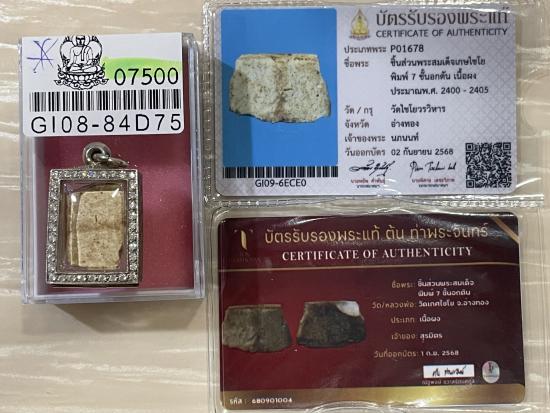 07500
GI08-84D75
บัตรรับรองพระแท้
CERTIFICATE OF AUTHENTICITY
ประเภทพระ P01678
ชื่อพระ ชิ้นส่วนพระสมเด็จเกษไชโย
พิมพ์ 7 ชั้นอกตัน เนื้อผง
ประมาณพ.ศ. 2400 - 2405
วัด / กรุ วัดไชโยวรวิหาร
จังหวัด อ่างทอง
เจ้าของพระ นภนนท์
วันที่ออกบัตร 02 กันยายน 2568
GI09-6ECE0
บัตรรับรองพระแท้ ต้น ท่าพระจันทร์
CERTIFICATE OF AUTHENTICITY
ชื่อพระ: ชิ้นส่วนพระสมเด็จ
พิมพ์ 7 ชั้นอกตัน
วัด/หลวงพ่อ: วัดเกศไชโย จ.อ่างทอง
ประเภท: เนื้อผง
เจ้าของ: สุรมิตร
วันที่ออกบัตร: 1 ก.ย. 2568
รหัส : 680901004